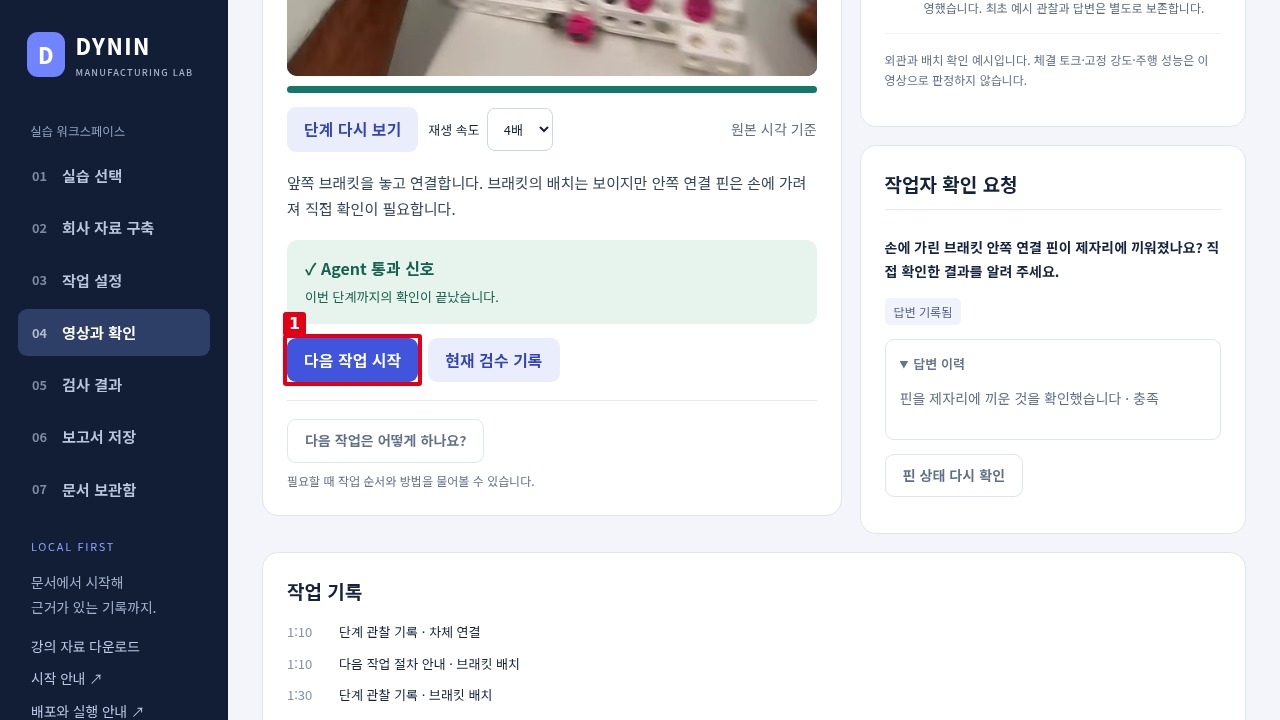 D
DYNIN
MANUFACTURING LAB
실습 워크스페이스
01 실습 선택
02 회사 자료 구축
03 작업 설정
04 영상과 확인
05 검사 결과
06 보고서 저장
07 문서 보관함
LOCAL FIRST
문서에서 시작해
근거가 있는 기록까지.
강의 자료 다운로드
시작 안내 ↗
배포와 실행 안내 ↗
단계 다시 보기
재생 속도
4배
원본 시각 기준
앞쪽 브래킷을 놓고 연결합니다. 브래킷의 배치는 보이지만 안쪽 연결 핀은 손에 가려
져 직접 확인이 필요합니다.
✓ Agent 통과 신호
이번 단계까지의 확인이 끝났습니다.
1
다음 작업 시작
현재 검수 기록
다음 작업은 어떻게 하나요?
필요할 때 작업 순서와 방법을 물어볼 수 있습니다.
영했습니다. 최초 예시 관찰과 답변은 별도로 보존합니다.
외관과 배치 확인 예시입니다. 체결 토크·고정 강도·주행 성능은 이
영상으로 판정하지 않습니다.
작업자 확인 요청
손에 가린 브래킷 안쪽 연결 핀이 제자리에 끼워졌나요? 직
접 확인한 결과를 알려 주세요.
답변 기록됨
▼ 답변 이력
핀을 제자리에 끼운 것을 확인했습니다 · 충족
핀 상태 다시 확인
작업 기록
1:10 단계 관찰 기록 · 차체 연결
1:10 다음 작업 절차 안내 · 브래킷 배치
1:30 단계 관찰 기록 · 브래킷 배치